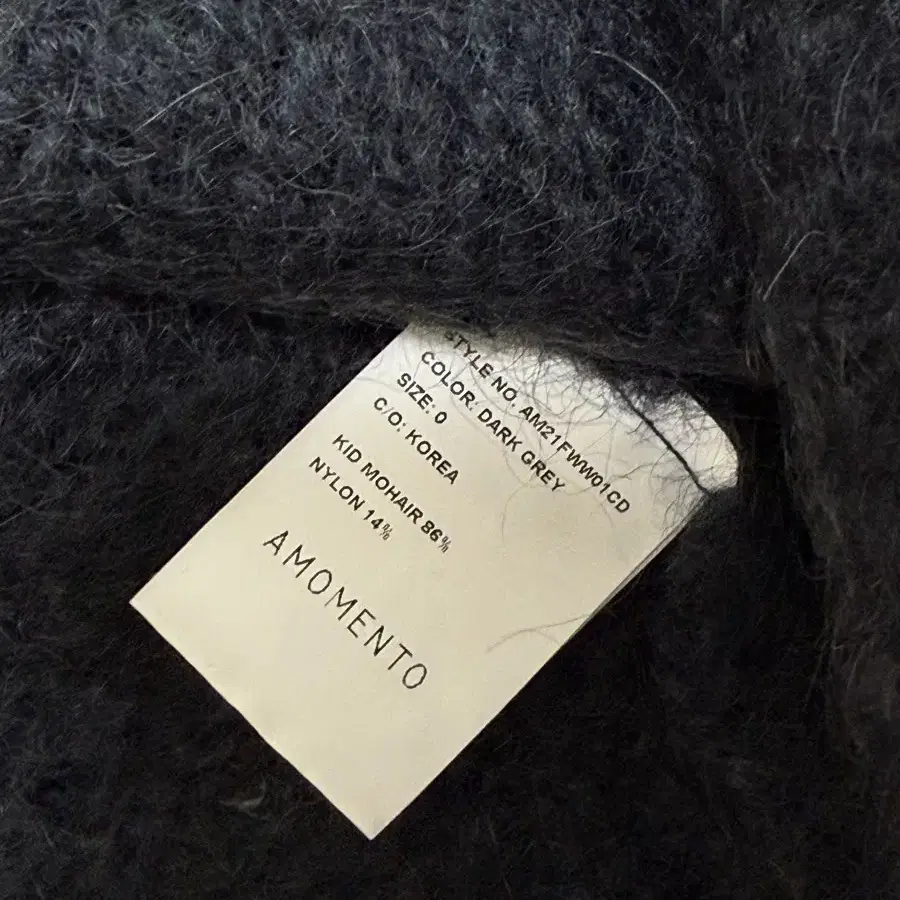 STYLE NO. AM21FWW01CD
COLOR: DARK GREY
SIZE: 0
C/O: KOREA
KID MOHAIR 86%
NYLON 14%
AMOMENTO